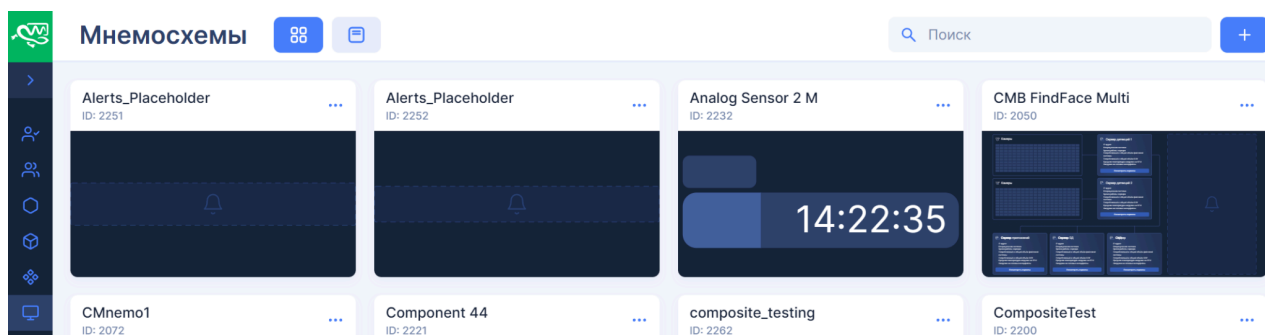 Мнемосхемы
Поиск
Alerts_Placeholder
ID: 2251
Alerts_Placeholder
ID: 2252
Analog Sensor 2 M
ID: 2232
CMB FindFace Multi
ID: 2050
14:22:35
CMnemo1
ID: 2072
Component 44
ID: 2221
composite_testing
ID: 2262
CompositeTest
ID: 2200